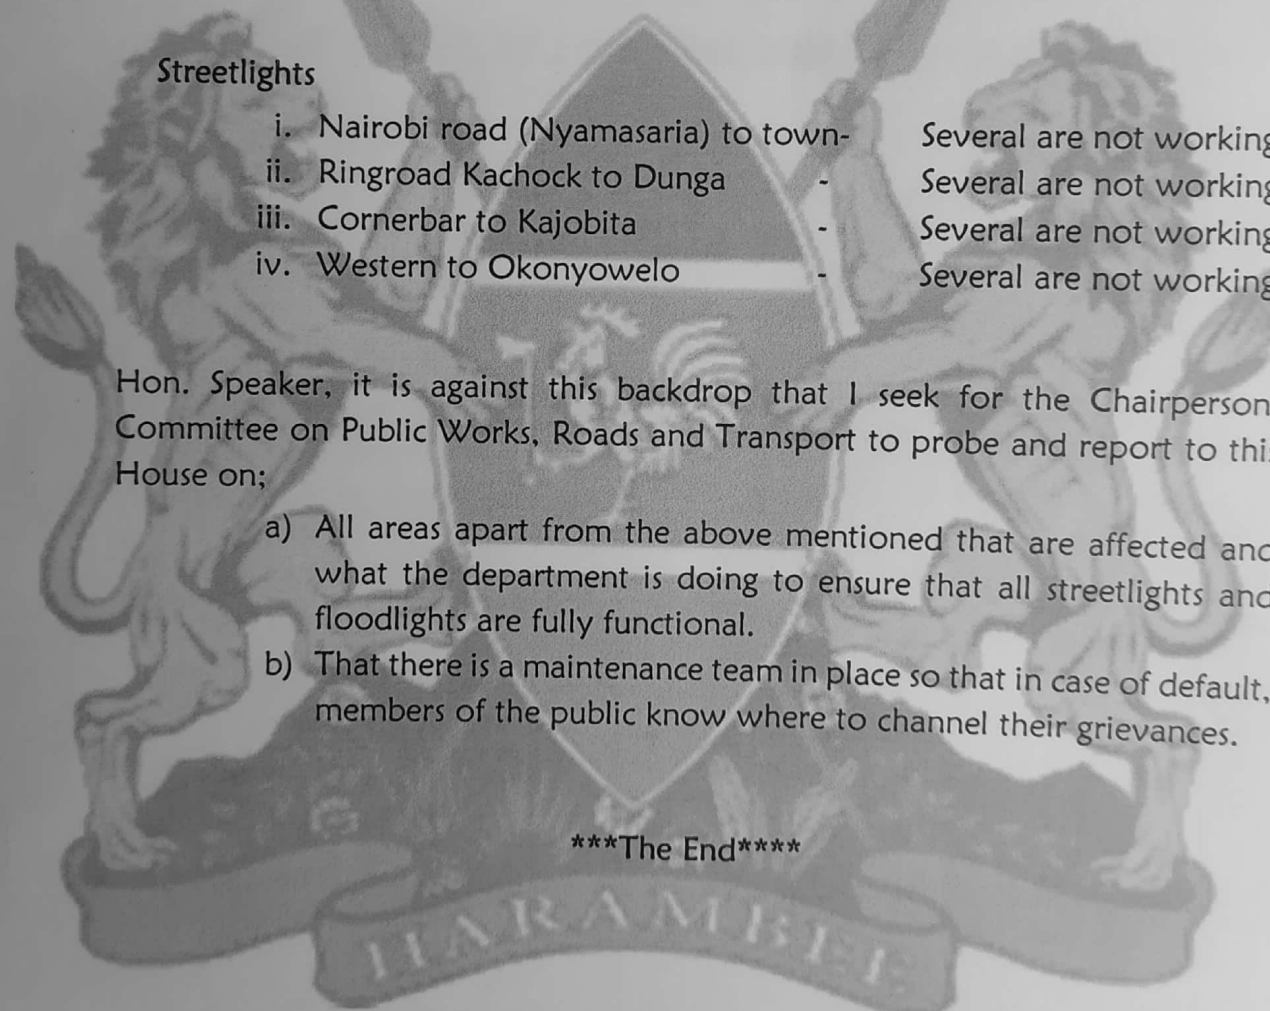 Streetlights
i. Nairobi road (Nyamasaria) to town- Several are not working
ii. Ringroad Kachock to Dunga - Several are not working
iii. Cornerbar to Kajobita - Several are not working
iv. Western to Okonyowelo - Several are not working
Hon. Speaker, it is against this backdrop that I seek for the Chairperson
Committee on Public Works, Roads and Transport to probe and report to this
House on;
a) All areas apart from the above mentioned that are affected and
what the department is doing to ensure that all streetlights and
floodlights are fully functional.
b) That there is a maintenance team in place so that in case of default,
members of the public know where to channel their grievances.
***The End****
HARAMBEE